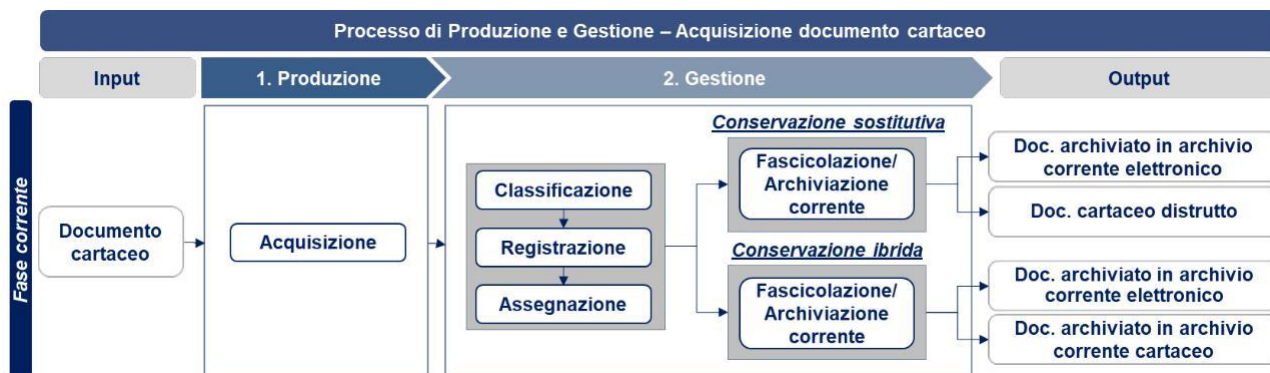 Processo di Produzione e Gestione – Acquisizione documento cartaceo
Input
1. Produzione
2. Gestione
Output
Fase corrente
Documento
cartaceo
Acquisizione
Classificazione
Registrazione
Assegnazione
Conservazione sostitutiva
Fascicolazione/
Archiviazione
corrente
Conservazione ibrida
Fascicolazione/
Archiviazione
corrente
Doc. archiviato in archivio
corrente elettronico
Doc. cartaceo distrutto
Doc. archiviato in archivio
corrente elettronico
Doc. archiviato in archivio
corrente cartaceo